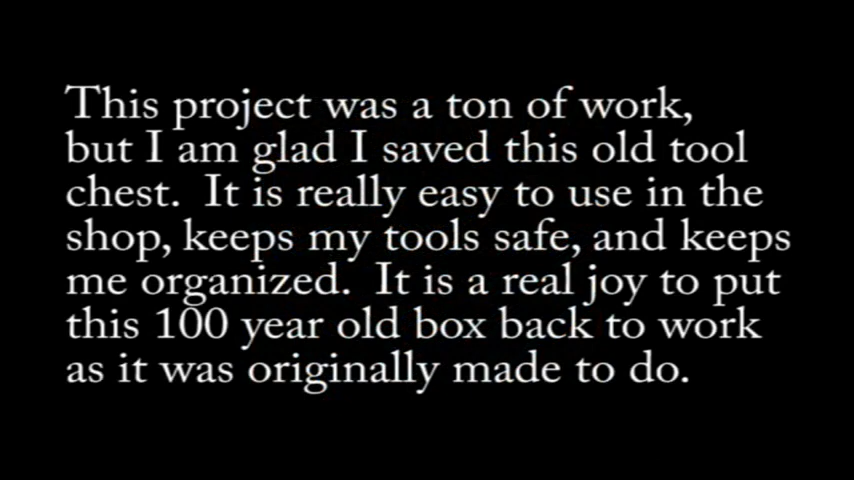 This project was a ton of work,
but I am glad I saved this old tool
chest.  It is really easy to use in the
shop, keeps my tools safe, and keeps
me organized.  It is a real joy to put
this 100 year old box back to work
as it was originally made to do.